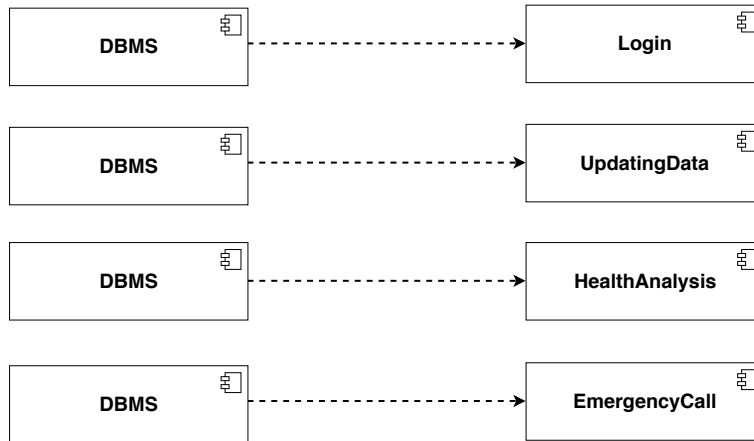 DBMS
Login
DBMS
UpdatingData
DBMS
HealthAnalysis
DBMS
EmergencyCall